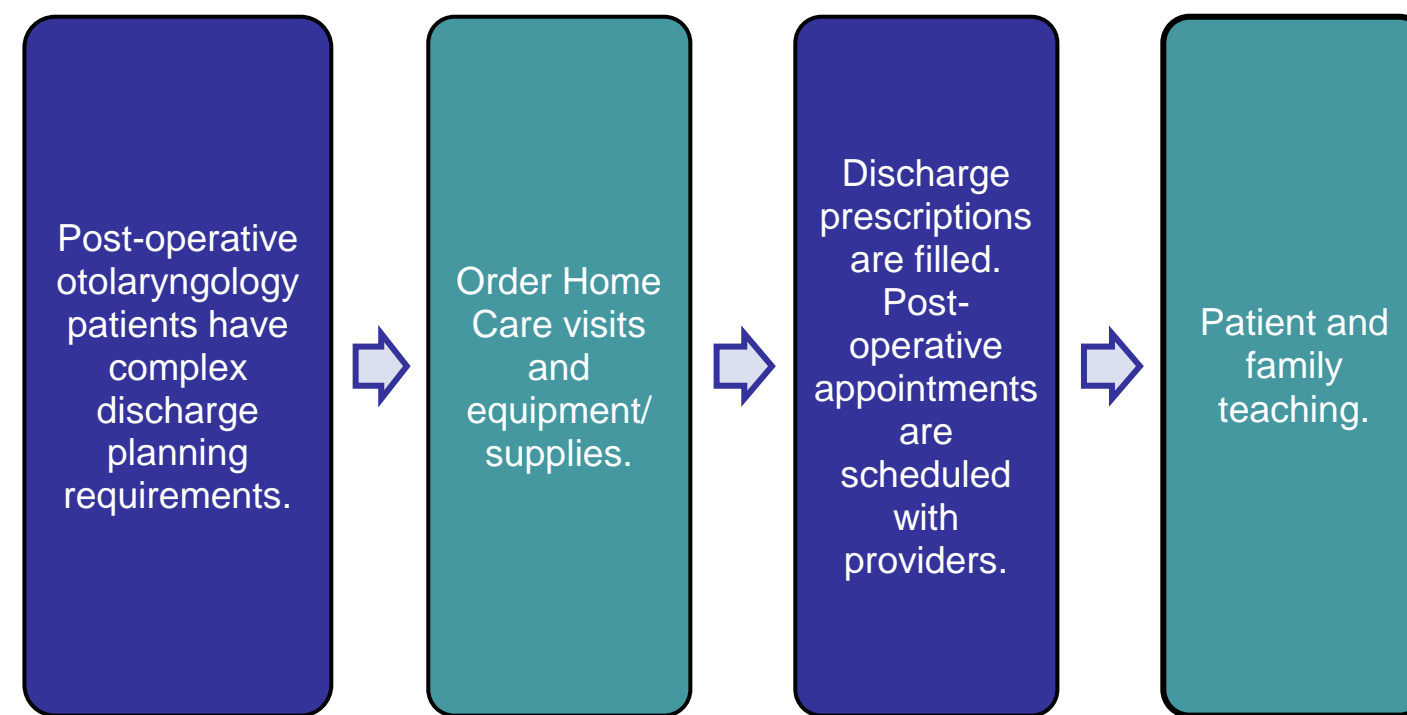 Post-operative
otolaryngology
patients have
complex
discharge
planning
requirements.
Order Home
Care visits
and
equipment/
supplies.
Discharge
prescriptions
are filled.
Post-
operative
appointments
are
scheduled
with
providers.
Patient and
family
teaching.